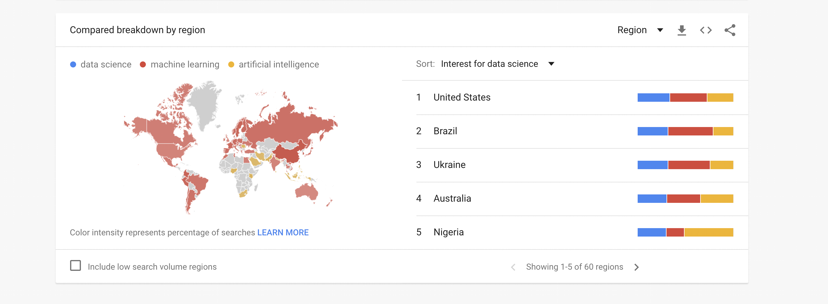 Compared breakdown by region
Region
data science machine learning artificial intelligence
Sort: Interest for data science
1 United States
2 Brazil
3 Ukraine
4 Australia
5 Nigeria
Color intensity represents percentage of searches LEARN MORE
Include low search volume regions
Showing 1-5 of 60 regions